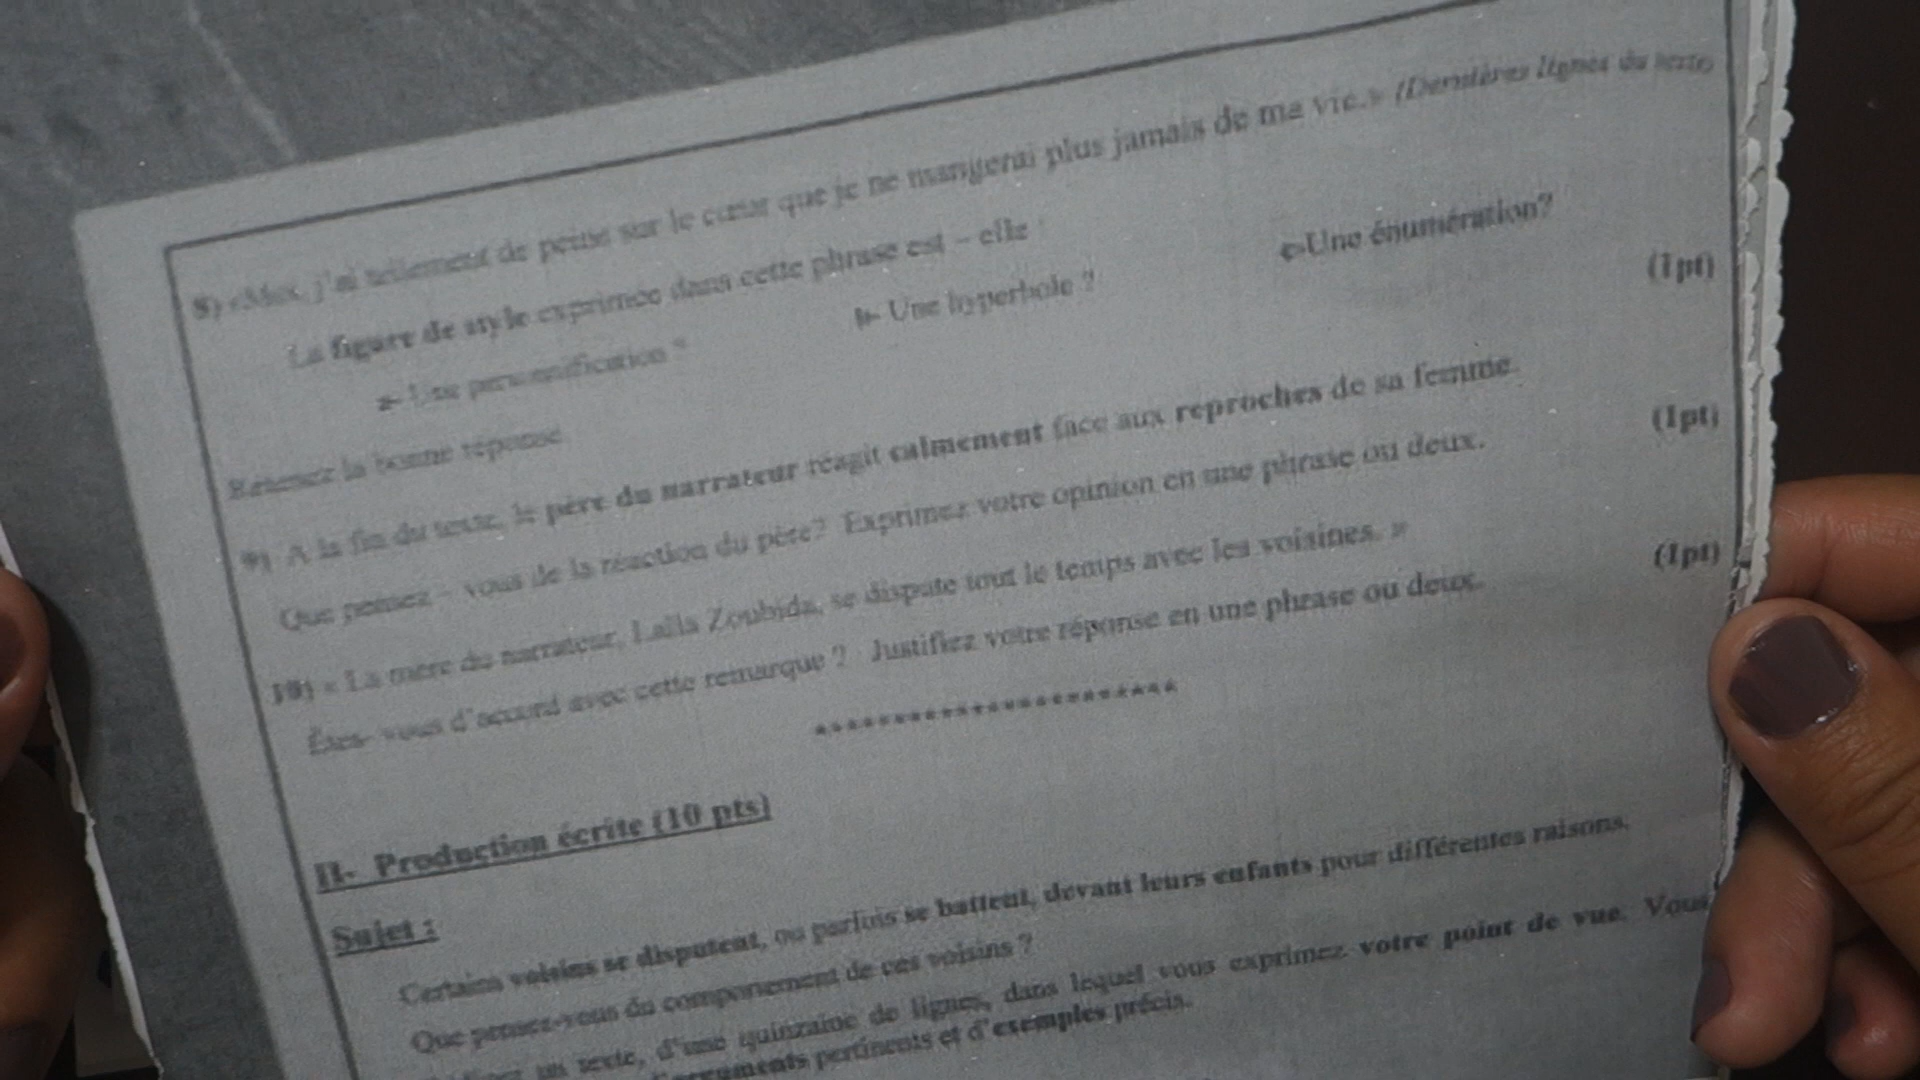 8) «Moi, j'ai tellement de peine sur le cœur que je ne mangerai plus jamais de ma vie.» (Dernières lignes du texte)
La figure de style exprimée dans cette phrase est – elle :
a- Une personnification ?
b- Une hyperbole ?
c-Une énumération?
Relevez la bonne réponse.
(1pt)
9) A la fin du texte, le père du narrateur réagit calmement face aux reproches de sa femme.
Que pensez – vous de la réaction du père? Exprimez votre opinion en une phrase ou deux.
(1pt)
10) « La mère du narrateur, Lalla Zoubida, se dispute tout le temps avec les voisines. »
Êtes- vous d'accord avec cette remarque ? Justifiez votre réponse en une phrase ou deux.
(1pt)
***********************
II- Production écrite (10 pts)
Sujet :
Certains voisins se disputent, ou parfois se battent, devant leurs enfants pour différentes raisons.
Que pensez-vous du comportement de ces voisins ?
un texte, d'une quinzaine de lignes, dans lequel vous exprimez votre point de vue. Vous
d'arguments pertinents et d'exemples précis.